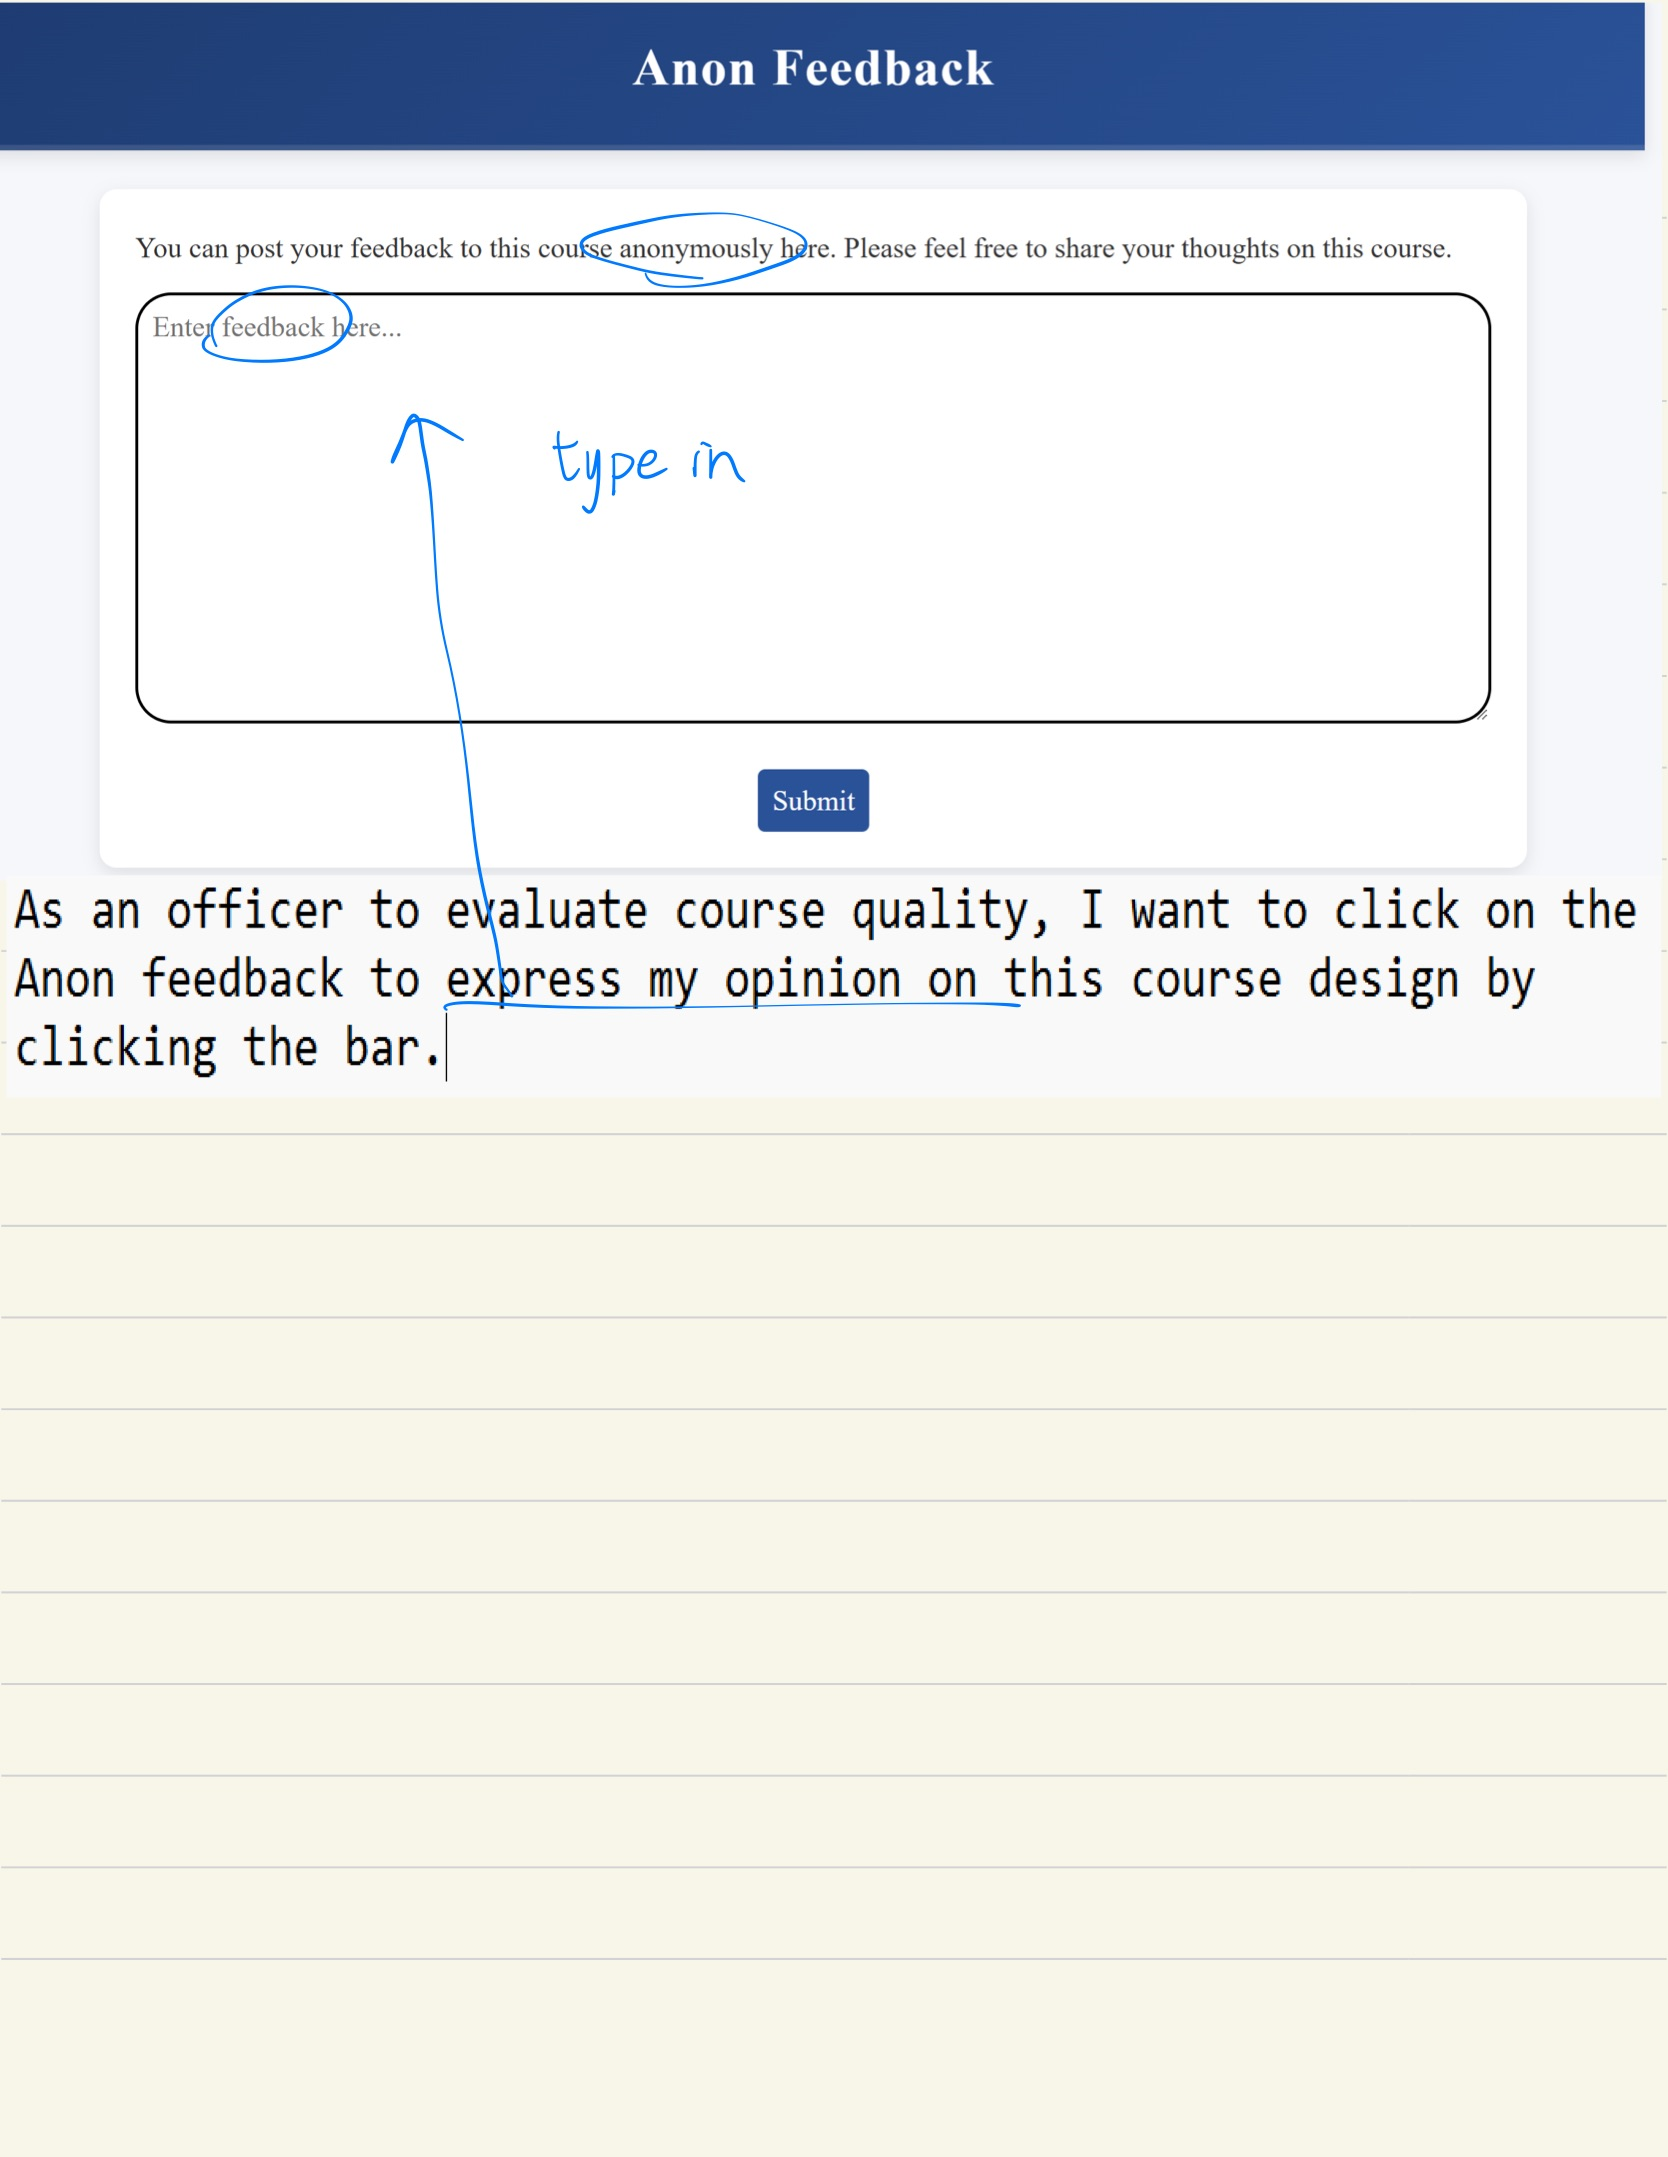 Anon Feedback
You can post your feedback to this course anonymously here. Please feel free to share your thoughts on this course.
Enter feedback here...
type in
Submit
As an officer to evaluate course quality, I want to click on the
Anon feedback to express my opinion on this course design by
clicking the bar.